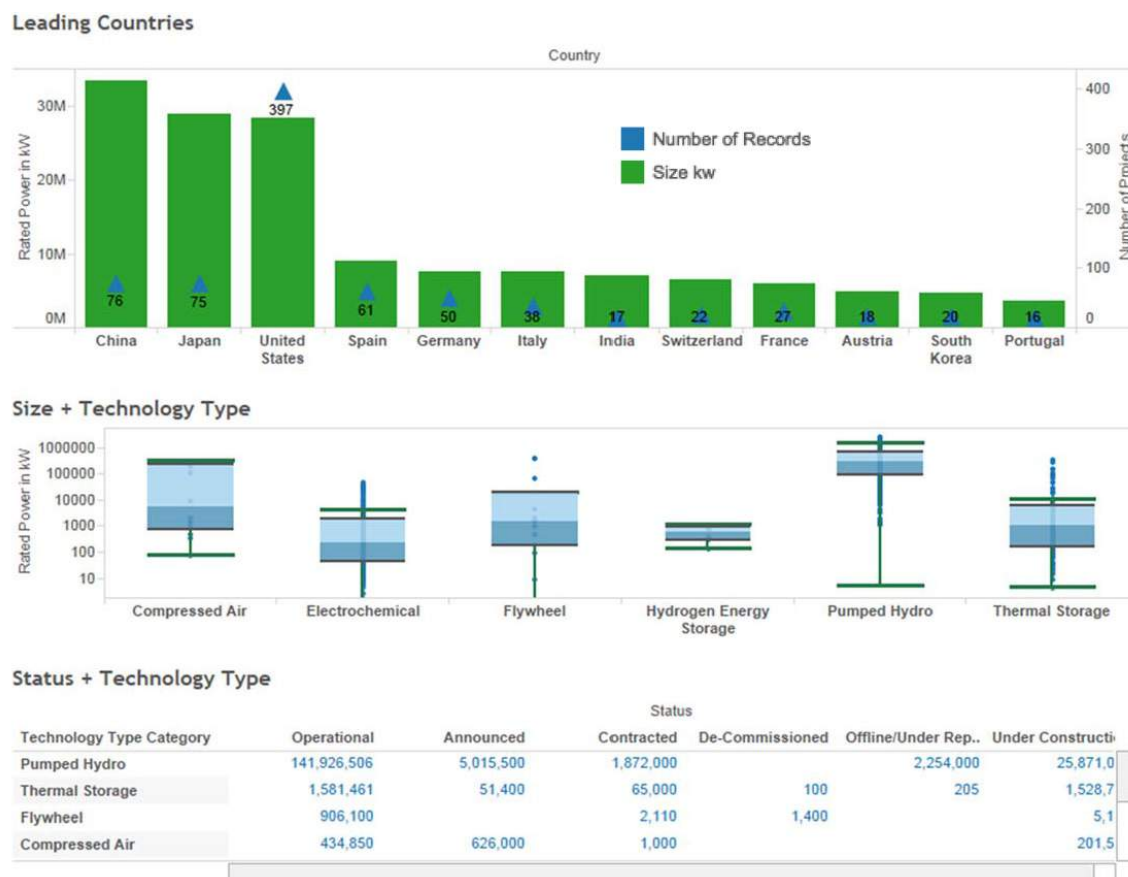 Leading Countries
Country
Rated Power in kW
30M
20M
10M
0M
397
76
75
61
50
38
17
22
27
18
20
16
Number of Records
Size kw
400
300
200
100
0
Number of Projects
China
Japan
United States
Spain
Germany
Italy
India
Switzerland
France
Austria
South Korea
Portugal
Size + Technology Type
Rated Power in kW
1000000
100000
10000
1000
100
10
Compressed Air
Electrochemical
Flywheel
Hydrogen Energy Storage
Pumped Hydro
Thermal Storage
Status + Technology Type
Status
Technology Type Category Operational Announced Contracted De-Commissioned Offline/Under Rep.. Under Constructi
Pumped Hydro 141,926,506 5,015,500 1,872,000 2,254,000 25,871,0
Thermal Storage 1,581,461 51,400 65,000 100 205 1,528,7
Flywheel 906,100 2,110 1,400 5,1
Compressed Air 434,850 626,000 1,000 201,5